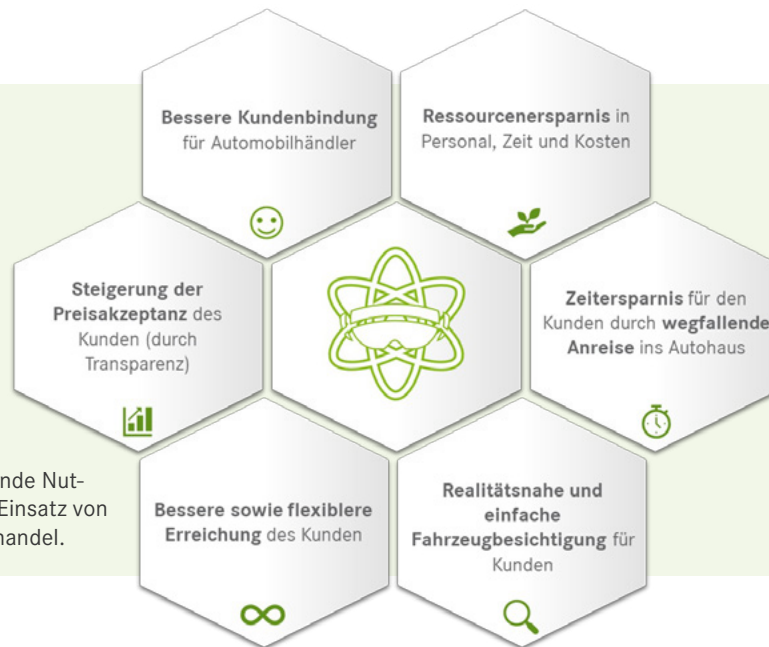 Bessere Kundenbindung
für Automobilhändler
Ressourcenersparnis in
Personal, Zeit und Kosten
Steigerung der
Preisakzeptanz des
Kunden (durch
Transparenz)
Zeitersparnis für den
Kunden durch wegfallende
Anreise ins Autohaus
nde Nut-
Einsatz von
handel.
Bessere sowie flexiblere
Erreichung des Kunden
Realitätsnahe und
einfache
Fahrzeugbesichtigung für
Kunden